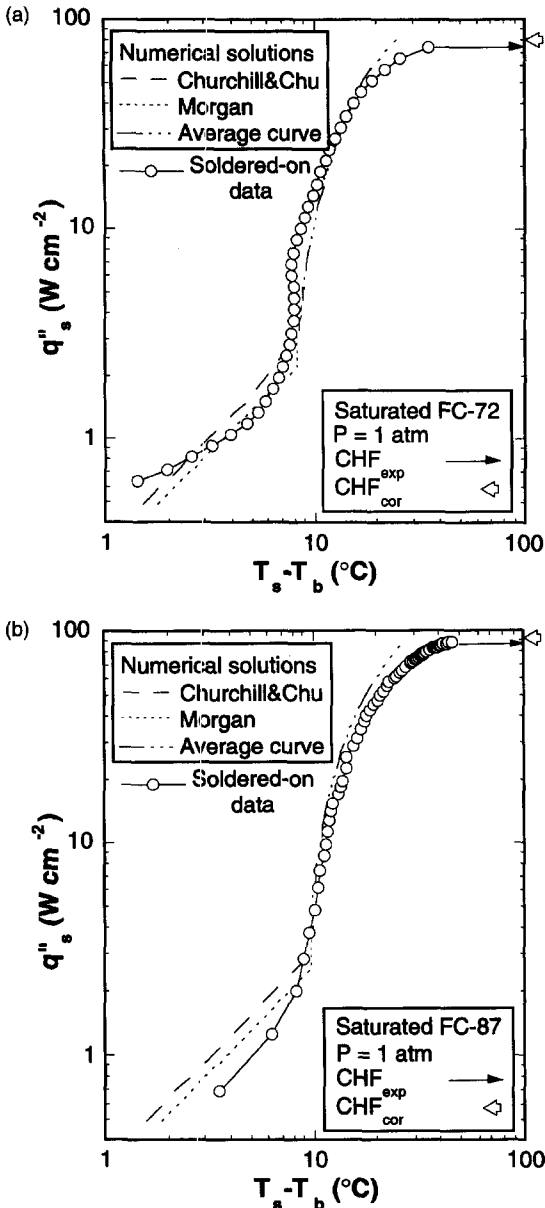 (a)
100
10
1
q"s (W cm-2)
Numerical solutions
Churchill&Chu
Morgan
Average curve
Soldered-on
data
Saturated FC-72
P = 1 atm
CHFexp
CHFcor
1
10
100
Ts-Tb (°C)
(b)
100
10
1
q"s (W cm-2)
Numerical solutions
Churchill&Chu
Morgan
Average curve
Soldered-on
data
Saturated FC-87
P = 1 atm
CHFexp
CHFcor
1
10
100
Ts-Tb (°C)